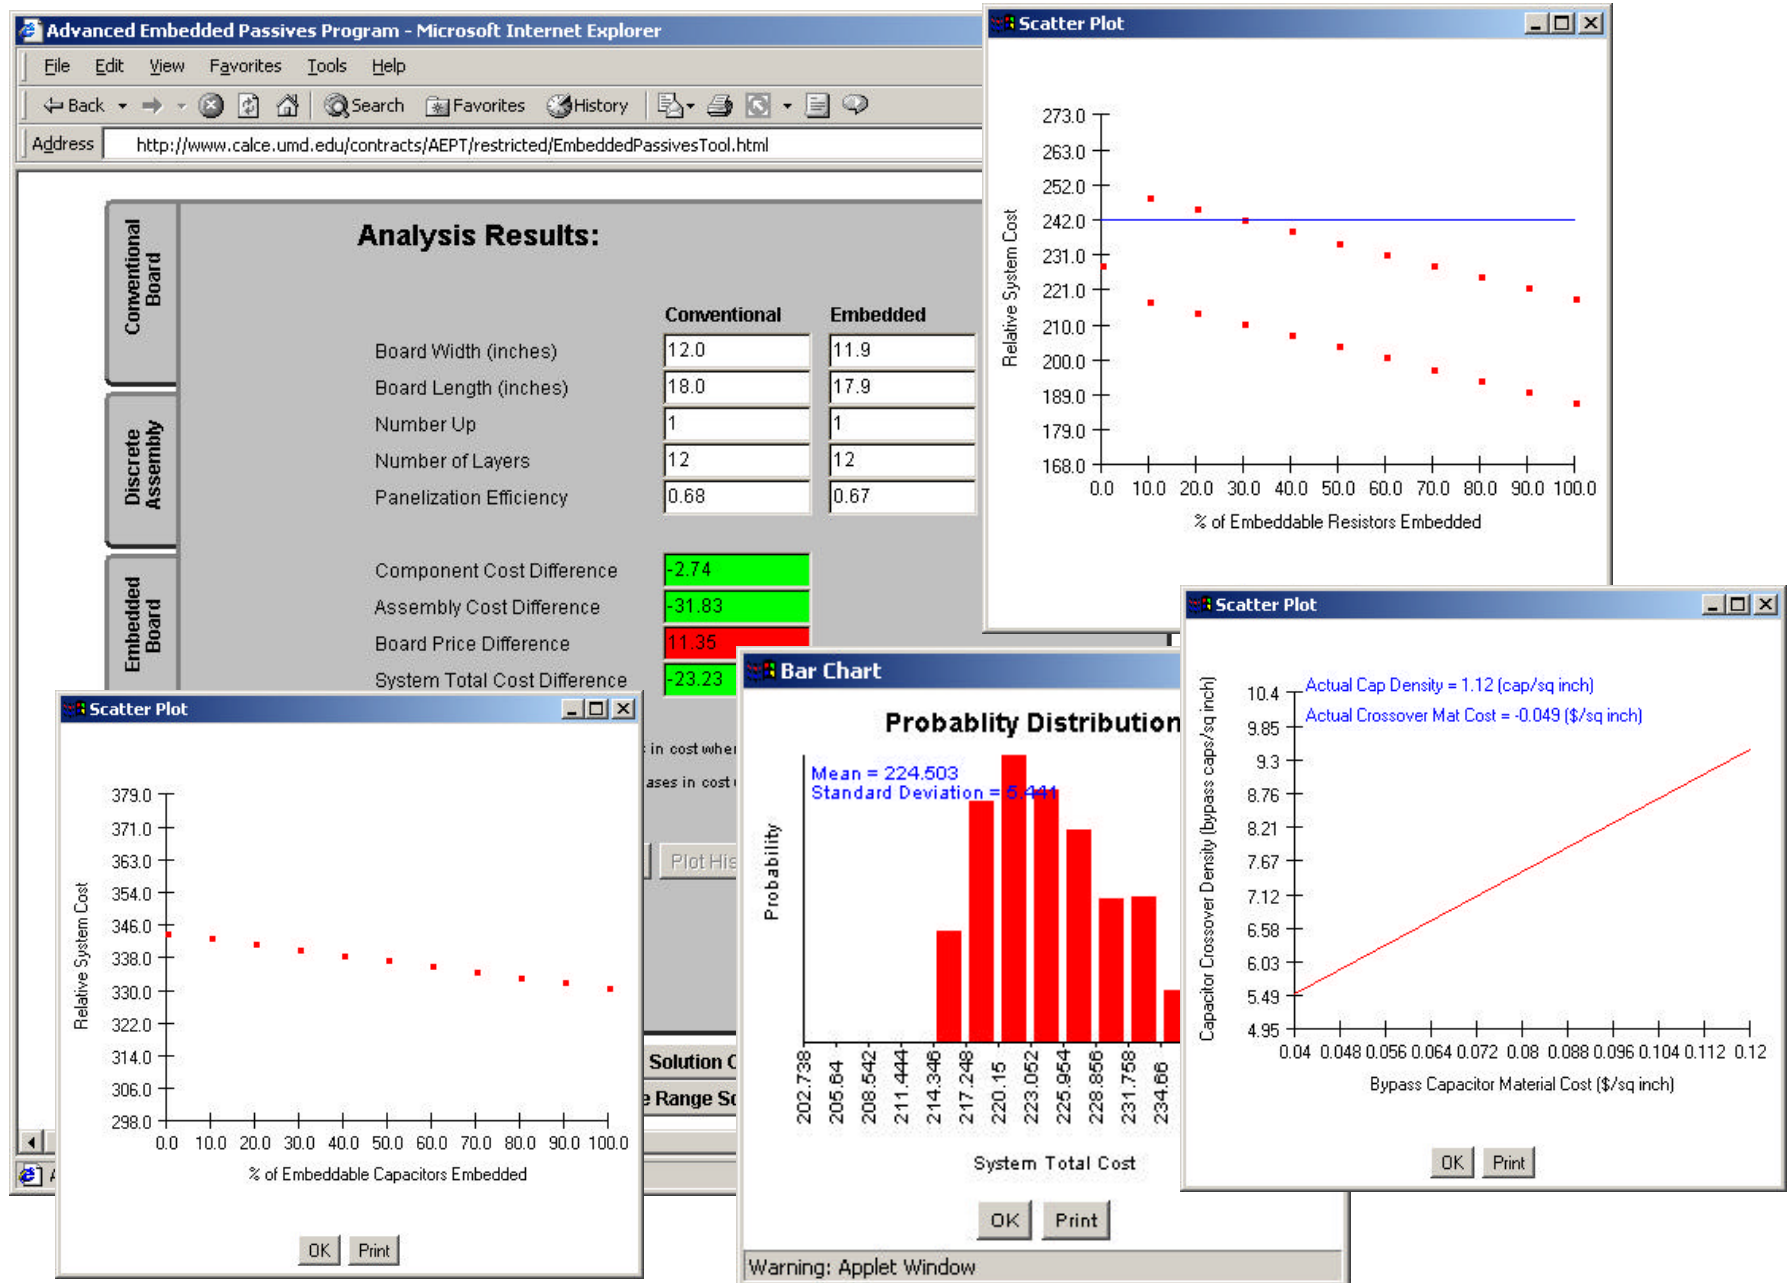 Advanced Embedded Passives Program - Microsoft Internet Explorer
File Edit View Favorites Tools Help
Back Search Favorites History
Address http://www.calce.umd.edu/contracts/AEPT/restricted/EmbeddedPassivesTool.html
Conventional
Board
Discrete
Assembly
Embedded
Board
Analysis Results:
Conventional Embedded
Board Width (inches) 12.0 11.9
Board Length (inches) 18.0 17.9
Number Up 1 1
Number of Layers 12 12
Panelization Efficiency 0.68 0.67
Component Cost Difference -2.74
Assembly Cost Difference -31.83
Board Price Difference 11.35
System Total Cost Difference -23.23
in cost when
ases in cost
Plot His
Solution
e Range
Scatter Plot
273.0
263.0
252.0
242.0
231.0
221.0
210.0
200.0
189.0
179.0
168.0
Relative System Cost
0.0 10.0 20.0 30.0 40.0 50.0 60.0 70.0 80.0 90.0 100.0
% of Embeddable Resistors Embedded
Scatter Plot
379.0
371.0
363.0
354.0
346.0
338.0
330.0
322.0
314.0
306.0
298.0
Relative System Cost
0.0 10.0 20.0 30.0 40.0 50.0 60.0 70.0 80.0 90.0 100.0
% of Embeddable Capacitors Embedded
OK Print
Bar Chart
Probablity Distribution
Mean = 224.503
Standard Deviation = 5.441
Probability
202.738 205.64 208.542 211.444 214.346 217.248 220.15 223.052 225.954 228.856 231.758 234.66
System Total Cost
OK Print
Warning: Applet Window
Scatter Plot
Actual Cap Density = 1.12 (cap/sq inch)
Actual Crossover Mat Cost = -0.049 ($/sq inch)
10.4
9.85
9.3
8.76
8.21
7.67
7.12
6.58
6.03
5.49
4.95
Capacitor Crossover Density (bypass caps/sq inch)
0.04 0.048 0.056 0.064 0.072 0.08 0.088 0.096 0.104 0.112 0.12
Bypass Capacitor Material Cost ($/sq inch)
OK Print